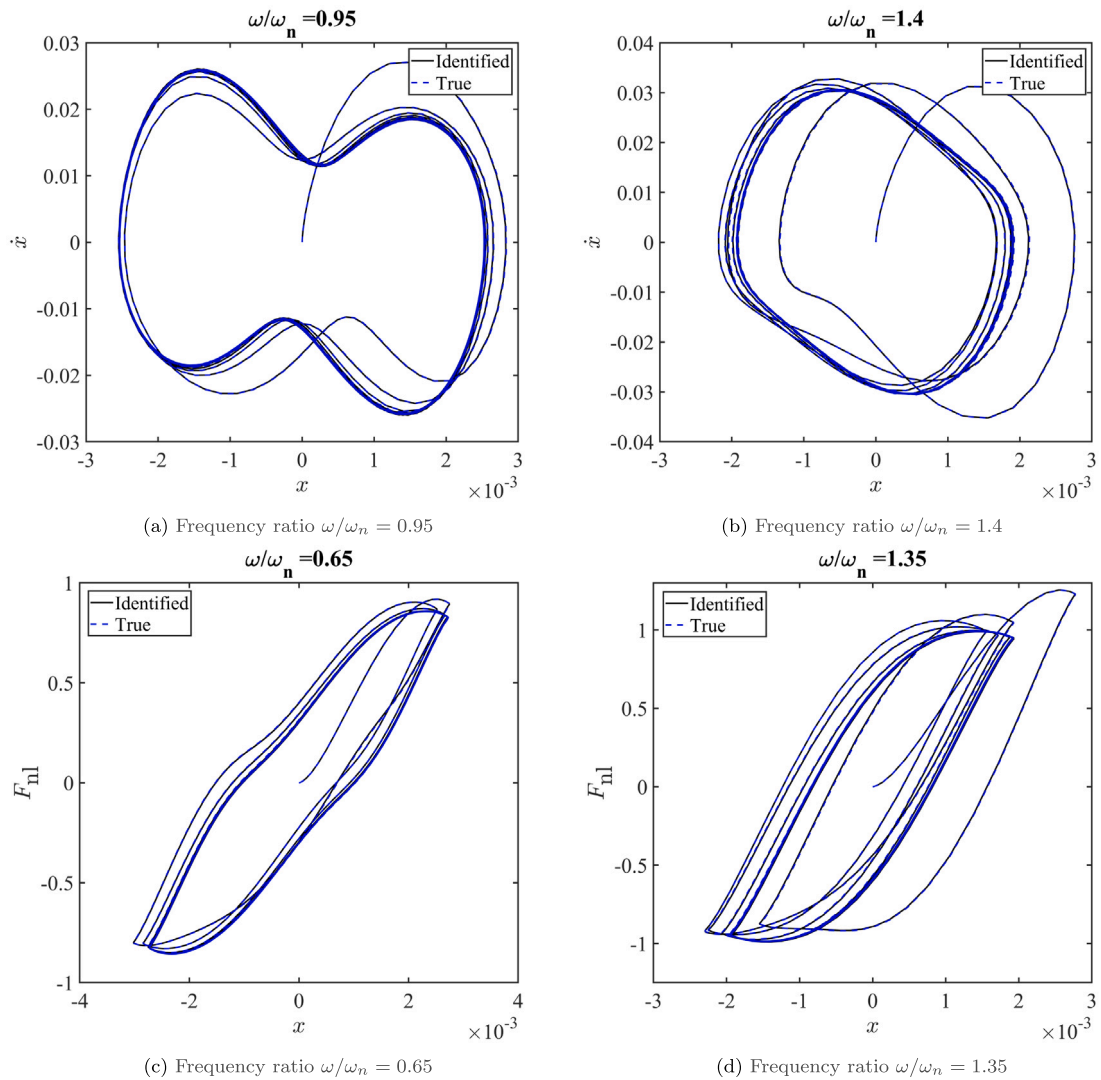 ω/ωn =0.95
0.03
0.02
0.01
0
-0.01
-0.02
-0.03
ẋ
Identified
True
-3 -2 -1 0 1 2 3
x
×10-3
(a) Frequency ratio ω/ωn = 0.95
ω/ωn =1.4
0.04
0.03
0.02
0.01
0
-0.01
-0.02
-0.03
-0.04
ẋ
Identified
True
-3 -2 -1 0 1 2 3
x
×10-3
(b) Frequency ratio ω/ωn = 1.4
ω/ωn =0.65
1
0.5
0
-0.5
-1
Fnl
Identified
True
-4 -2 0 2 4
x
×10-3
(c) Frequency ratio ω/ωn = 0.65
ω/ωn =1.35
1
0.5
0
-0.5
-1
Fnl
Identified
True
-3 -2 -1 0 1 2 3
x
×10-3
(d) Frequency ratio ω/ωn = 1.35